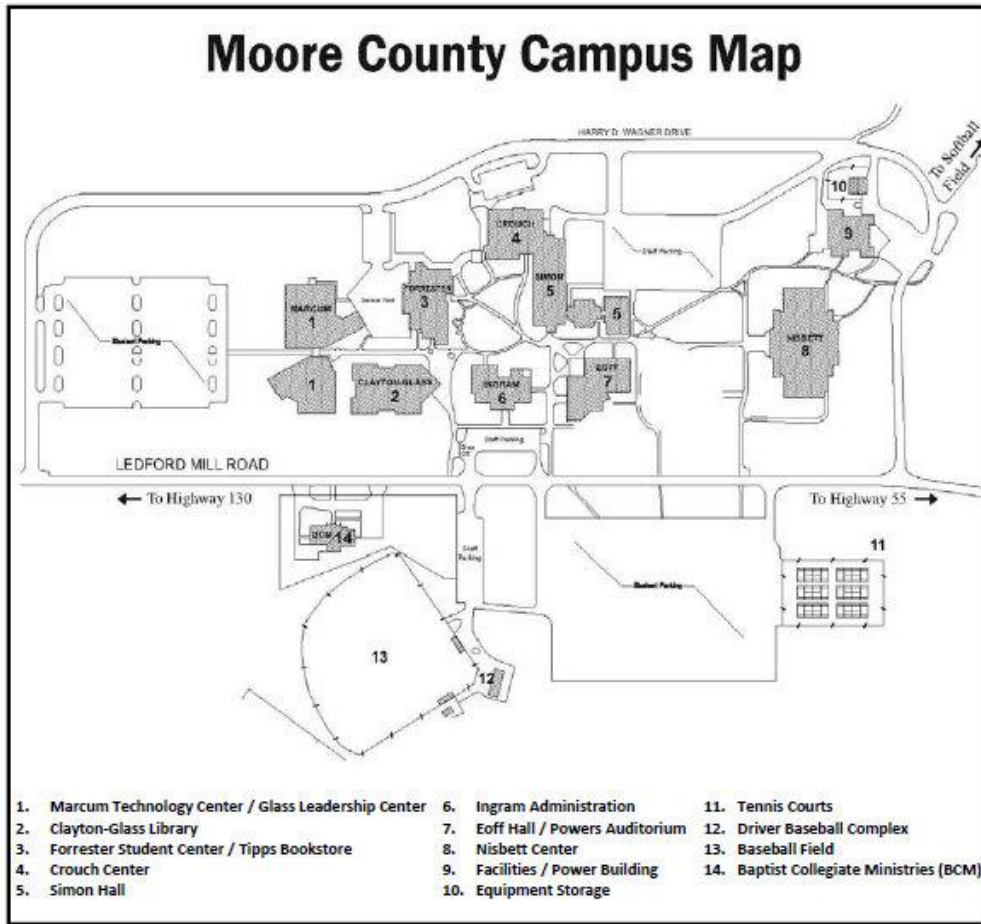 Moore County Campus Map
HARRY D. WAGNER DRIVE
To Softball
Field
10
CROUCH
4
9
Staff Parking
SIMON
5
FORRESTER
3
MARCUM
1
5
Student Parking
NISBETT
8
EOFF
7
1
CLAYTON-GLASS
2
INGRAM
6
Staff Parking
LEDFORD MILL ROAD
To Highway 130
To Highway 55
BCM 14
11
Staff
Parking
Student Parking
13
12
1. Marcum Technology Center / Glass Leadership Center
2. Clayton-Glass Library
3. Forrester Student Center / Tipps Bookstore
4. Crouch Center
5. Simon Hall
6. Ingram Administration
7. Eoff Hall / Powers Auditorium
8. Nisbett Center
9. Facilities / Power Building
10. Equipment Storage
11. Tennis Courts
12. Driver Baseball Complex
13. Baseball Field
14. Baptist Collegiate Ministries (BCM)